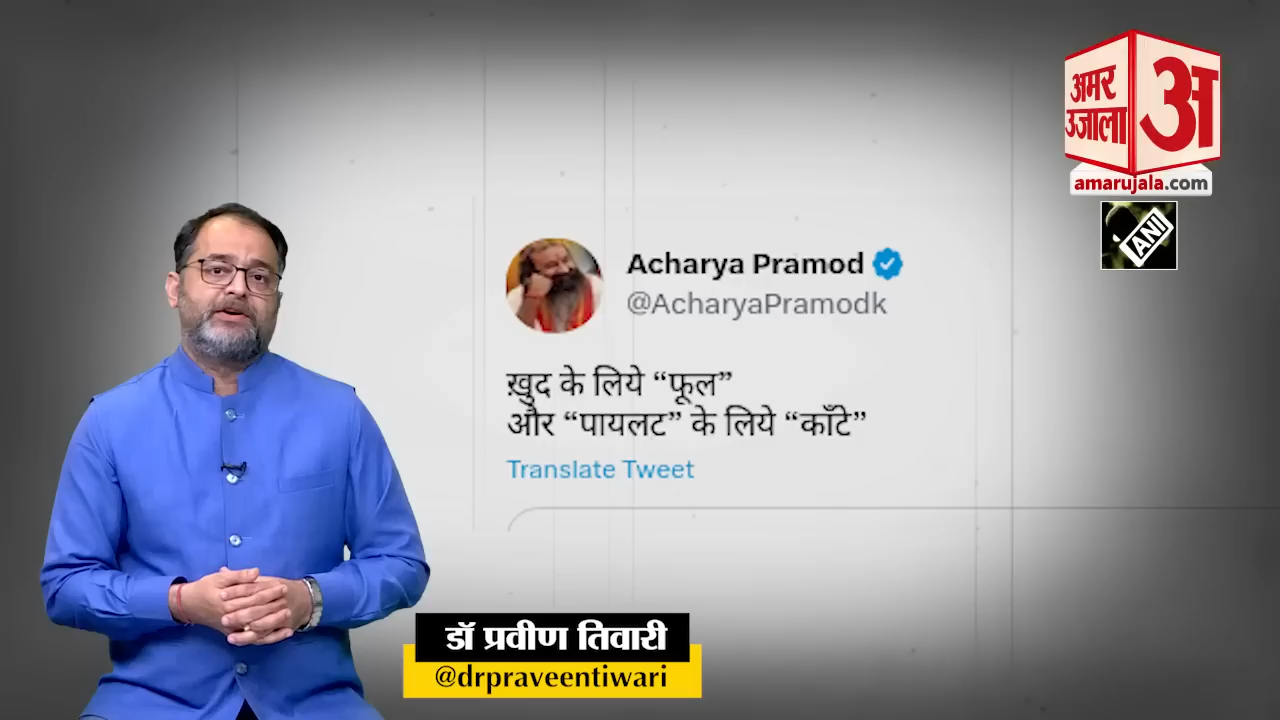 अमर
उजाला
अ
amarujala.com
ANI
Acharya Pramod
@AcharyaPramodk
ख़ुद के लिये “फूल”
और “पायलट” के लिये “काँटे”
Translate Tweet
डॉ प्रवीण तिवारी
@drpraveentiwari